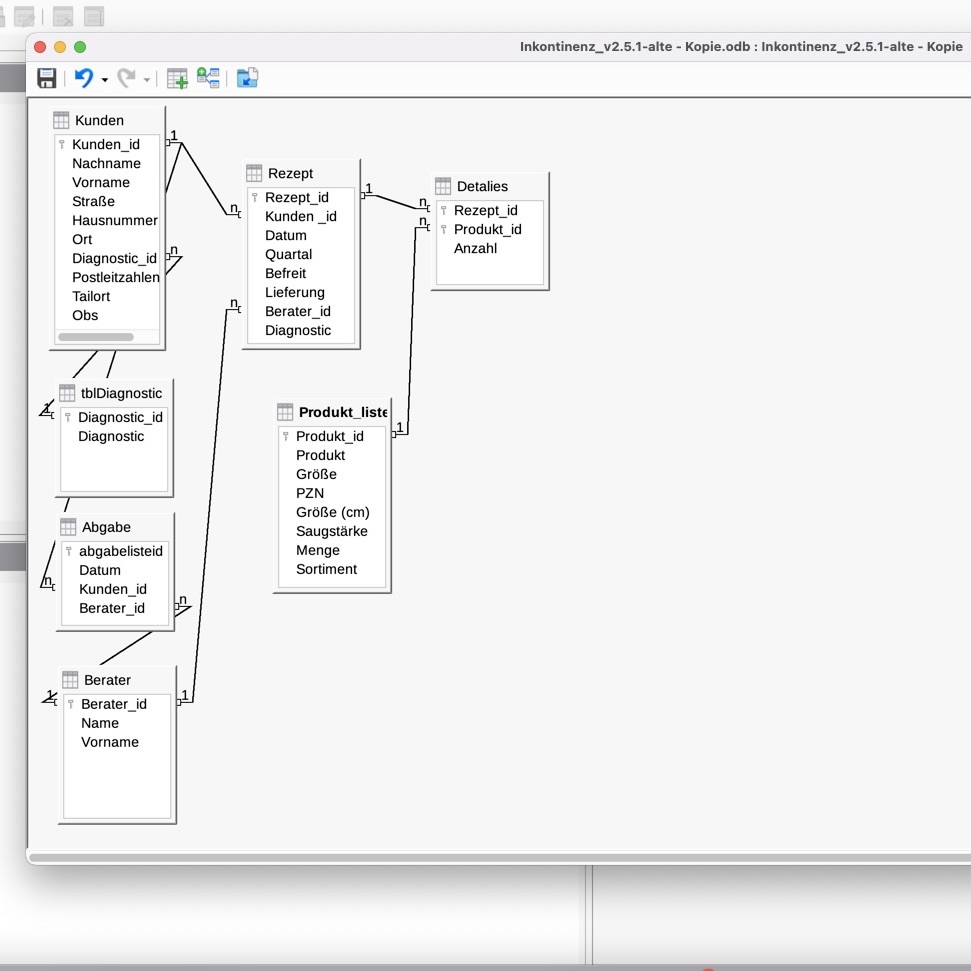 Inkontinenz_v2.5.1-alte - Kopie.odb : Inkontinenz_v2.5.1-alte - Kopie
Kunden
Kunden_id
Nachname
Vorname
Straße
Hausnummer
Ort
Diagnostic_id
Postleitzahlen
Tailort
Obs
1
n
Rezept
Rezept_id
Kunden _id
Datum
Quartal
Befreit
Lieferung
Berater_id
Diagnostic
n
n
1
Detalies
Rezept_id
Produkt_id
Anzahl
n
n
tblDiagnostic
Diagnostic_id
Diagnostic
1
Produkt_liste
Produkt_id
Produkt
Größe
PZN
Größe (cm)
Saugstärke
Menge
Sortiment
1
Abgabe
abgabelisteid
Datum
Kunden_id
Berater_id
n
n
Berater
Berater_id
Name
Vorname
1
1